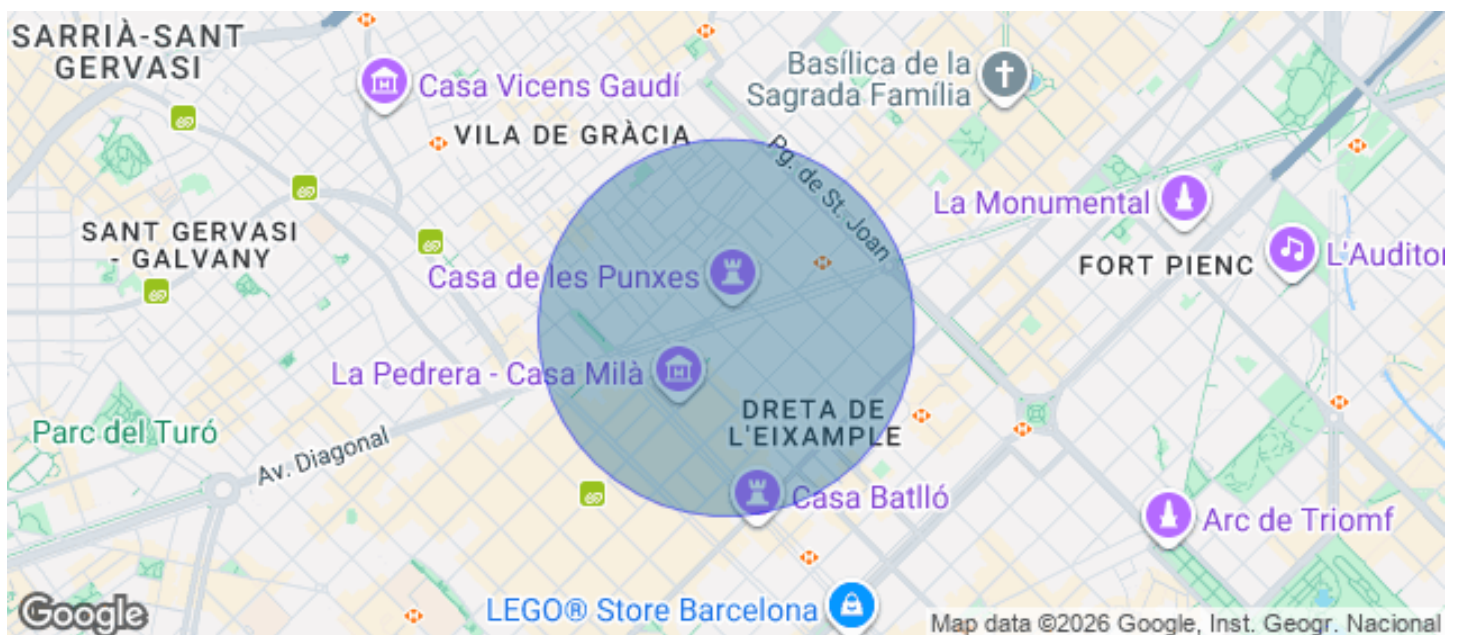 SARRIÀ-SANT
GERVASI
Casa Vicens Gaudí
Basílica de la
Sagrada Família
VILA DE GRÀCIA
Pg. de St. Joan
La Monumental
SANT GERVASI
- GALVANY
L'Auditor
FORT PIENC
Casa de les Punxes
La Pedrera - Casa Milà
DRETA DE
L'EIXAMPLE
Parc del Turó
Av. Diagonal
Casa Batlló
Arc de Triomf
LEGO® Store Barcelona
Google
Map data ©2026 Google, Inst. Geogr. Nacional